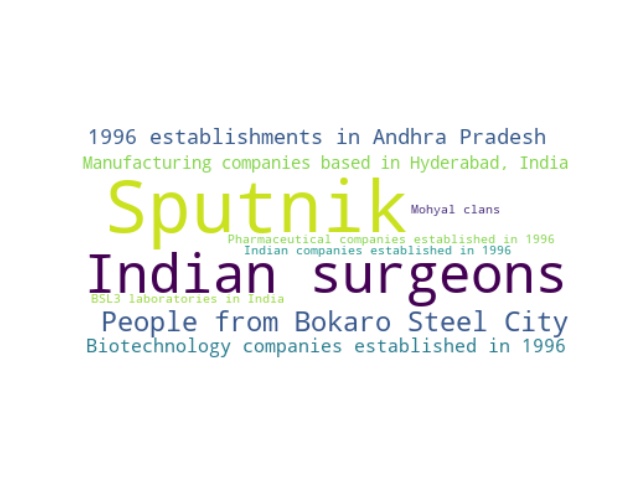 1996 establishments in Andhra Pradesh
Manufacturing companies based in Hyderabad, India
Sputnik
Mohyal clans
Pharmaceutical companies established in 1996
Indian companies established in 1996
Indian surgeons
BSL3 laboratories in India
People from Bokaro Steel City
Biotechnology companies established in 1996